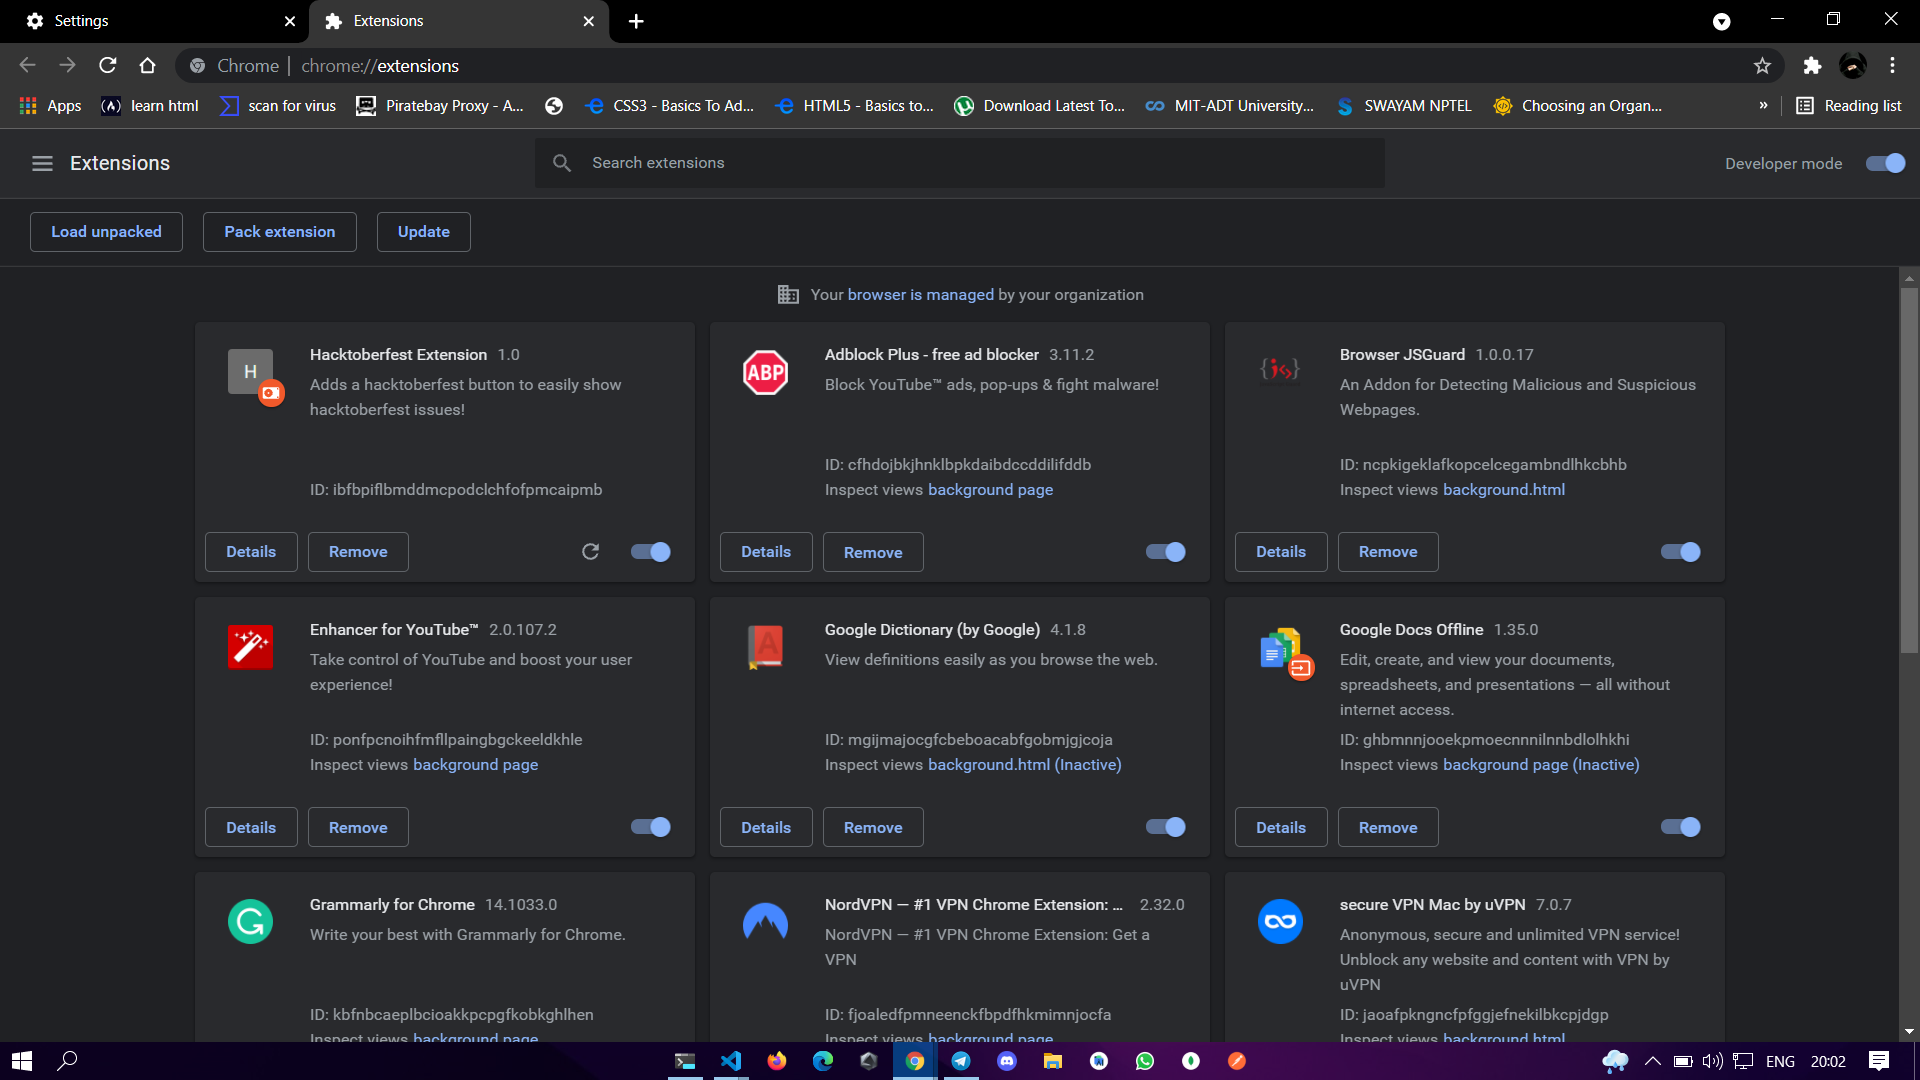 Settings
Extensions
Chrome | chrome://extensions
Apps
learn html
scan for virus
Piratebay Proxy - A...
CSS3 - Basics To Ad...
HTML5 - Basics to...
Download Latest To...
MIT-ADT University,...
SWAYAM NPTEL
Choosing an Organ...
»
Reading list
Extensions
Search extensions
Developer mode
Load unpacked
Pack extension
Update
Your browser is managed by your organization
H
Hacktoberfest Extension 1.0
Adds a hacktoberfest button to easily show
hacktoberfest issues!
ID: ibfbpiflbmddmcpodclchfofpmcaipmb
Details
Remove
ABP
Adblock Plus - free ad blocker 3.11.2
Block YouTube™ ads, pop-ups & fight malware!
ID: cfhdojbkjhnklbpkdaibdccddilifddb
Inspect views background page
Details
Remove
{js}
Browser JSGuard 1.0.0.17
An Addon for Detecting Malicious and Suspicious
Webpages.
ID: ncpkigeklafkopcelcegambndlhkcbhb
Inspect views background.html
Details
Remove
Enhancer for YouTube™ 2.0.107.2
Take control of YouTube and boost your user
experience!
ID: ponfpcnoihfmfllpaingbgckeeldkhle
Inspect views background page
Details
Remove
A
Google Dictionary (by Google) 4.1.8
View definitions easily as you browse the web.
ID: mgijmajocgfcbeboacabfgobmjgjcoja
Inspect views background.html (Inactive)
Details
Remove
Google Docs Offline 1.35.0
Edit, create, and view your documents,
spreadsheets, and presentations — all without
internet access.
ID: ghbmnnjooekpmoecnnnilnnbdlolhkhi
Inspect views background page (Inactive)
Details
Remove
G
Grammarly for Chrome 14.1033.0
Write your best with Grammarly for Chrome.
ID: kbfnbcaeplbcioakkpcpgfkobkghlhen
Inspect views background page
NordVPN — #1 VPN Chrome Extension: ... 2.32.0
NordVPN — #1 VPN Chrome Extension: Get a
VPN
ID: fjoaledfpmneenckfbpdfhkmimnjocfa
Inspect views background page
secure VPN Mac by uVPN 7.0.7
Anonymous, secure and unlimited VPN service!
Unblock any website and content with VPN by
uVPN
ID: jaoafpkngncfpfggjefnekilbkcpjdgp
Inspect views background.html
ENG
20:02